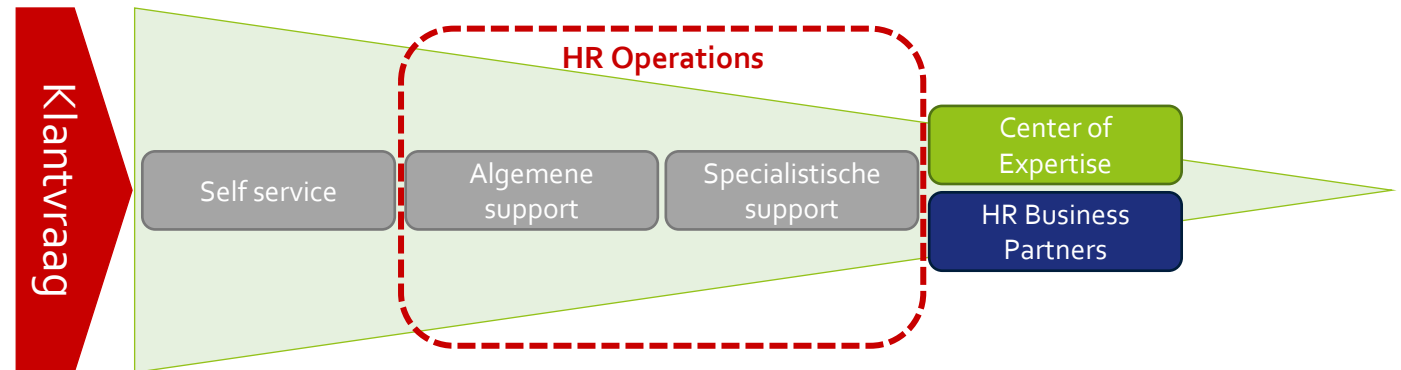 Klantvraag
HR Operations
Self service
Algemene
support
Specialistische
support
Center of
Expertise
HR Business
Partners